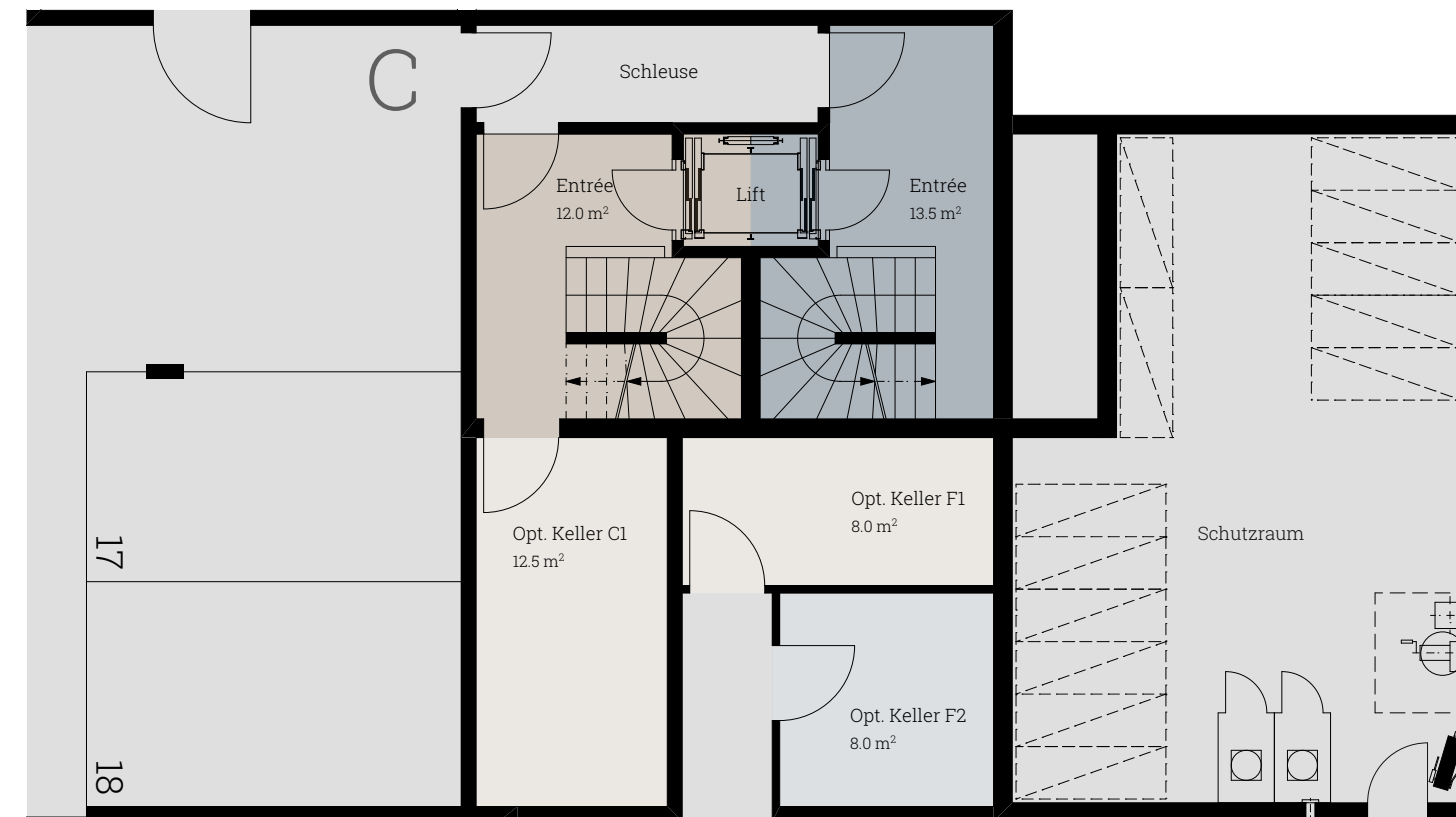 C
Schleuse
Entrée
12.0 m²
Lift
Entrée
13.5 m²
17
18
Opt. Keller C1
12.5 m²
Opt. Keller F1
8.0 m²
Opt. Keller F2
8.0 m²
Schutzraum